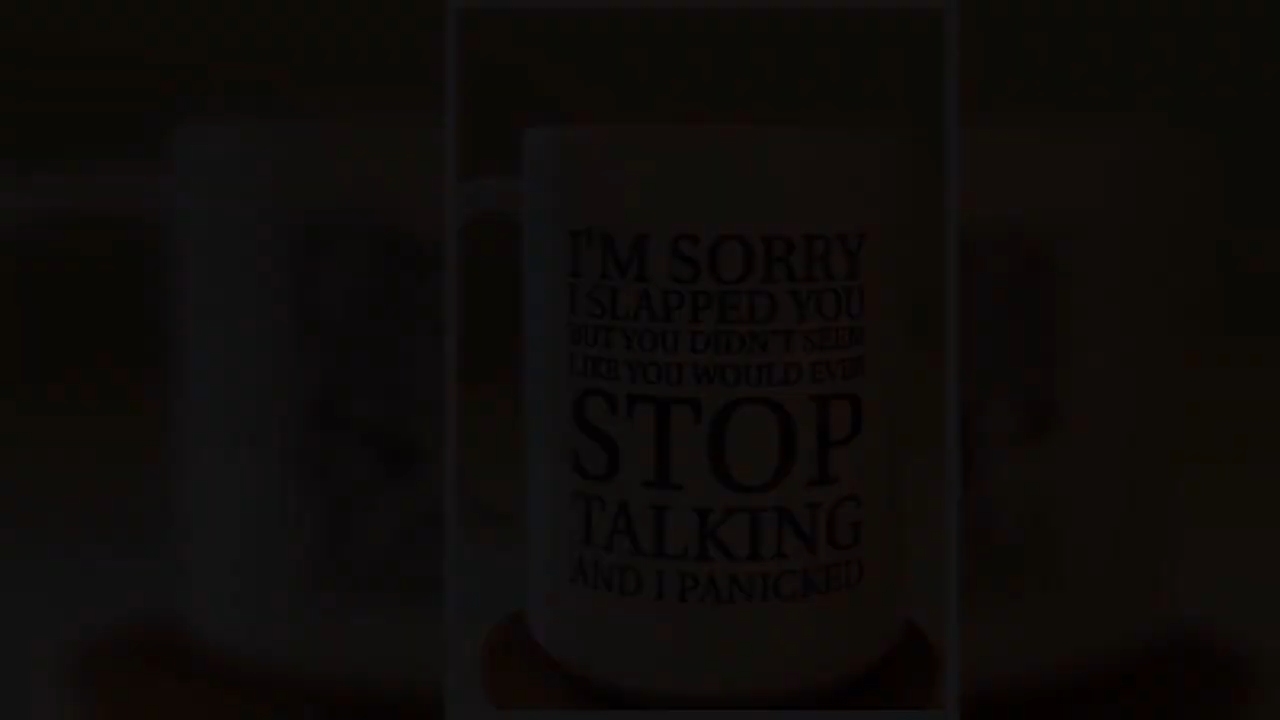 I'M SORRY
I SLAPPED YOU
BUT YOU DIDN'T SEEM
LIKE YOU WOULD EVER
STOP
TALKING
AND I PANICKED